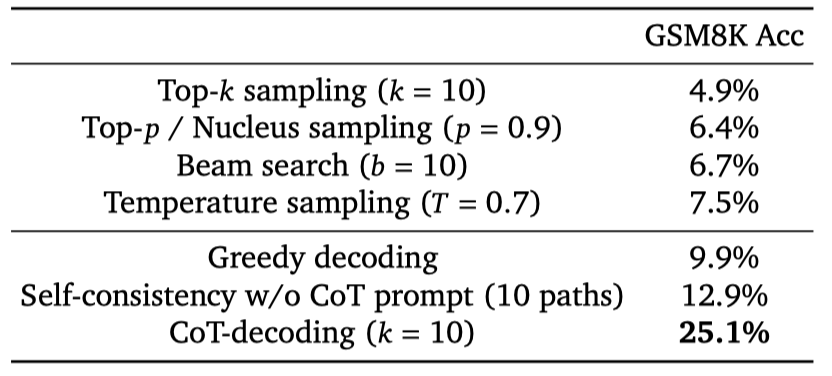 GSM8K Acc
Top-k sampling (k = 10) 4.9%
Top-p / Nucleus sampling (p = 0.9) 6.4%
Beam search (b = 10) 6.7%
Temperature sampling (T = 0.7) 7.5%
Greedy decoding 9.9%
Self-consistency w/o CoT prompt (10 paths) 12.9%
CoT-decoding (k = 10) 25.1%